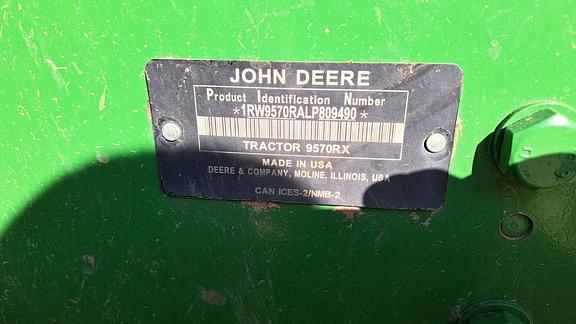 JOHN DEERE
Product Identification Number
*1RW9570RALP809490*
TRACTOR 9570RX
MADE IN USA
DEERE & COMPANY, MOLINE, ILLINOIS, USA
CAN ICES-2/NMB-2